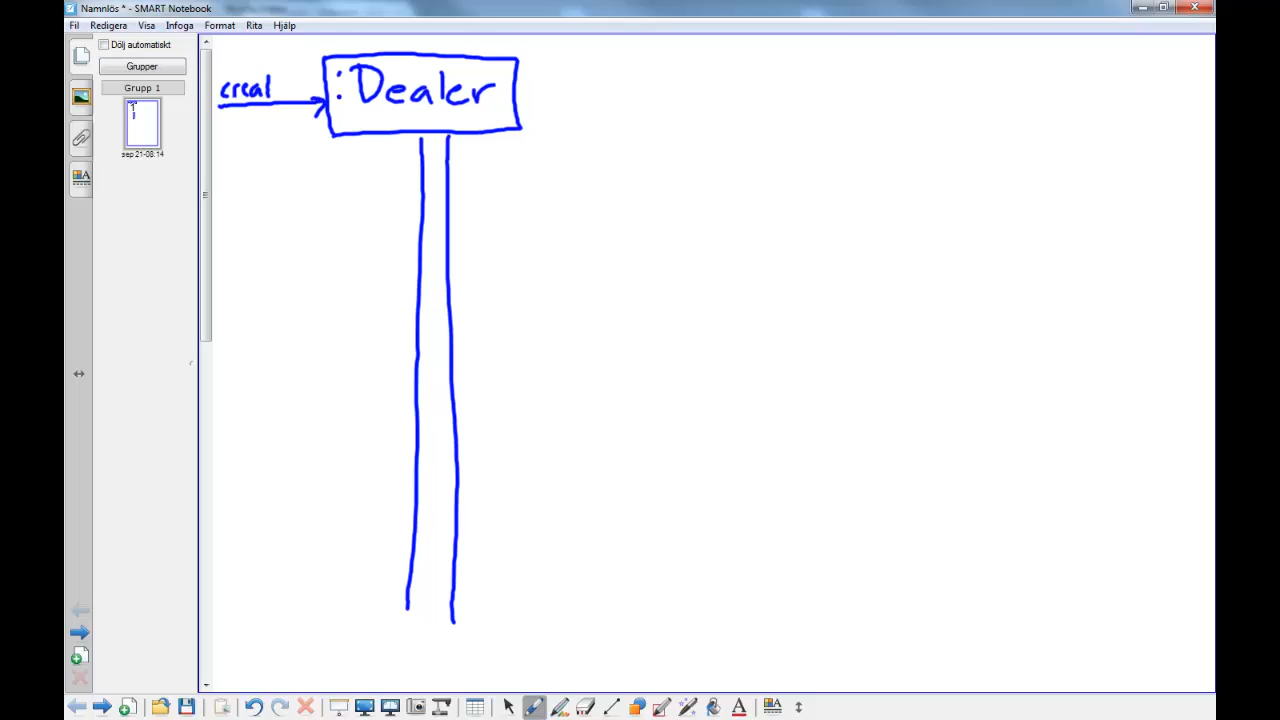 Namnlös * - SMART Notebook
Fil Redigera Visa Infoga Format Rita Hjälp
Dölj automatiskt
Grupper
Grupp 1
sep 21-08.14
creat
:Dealer